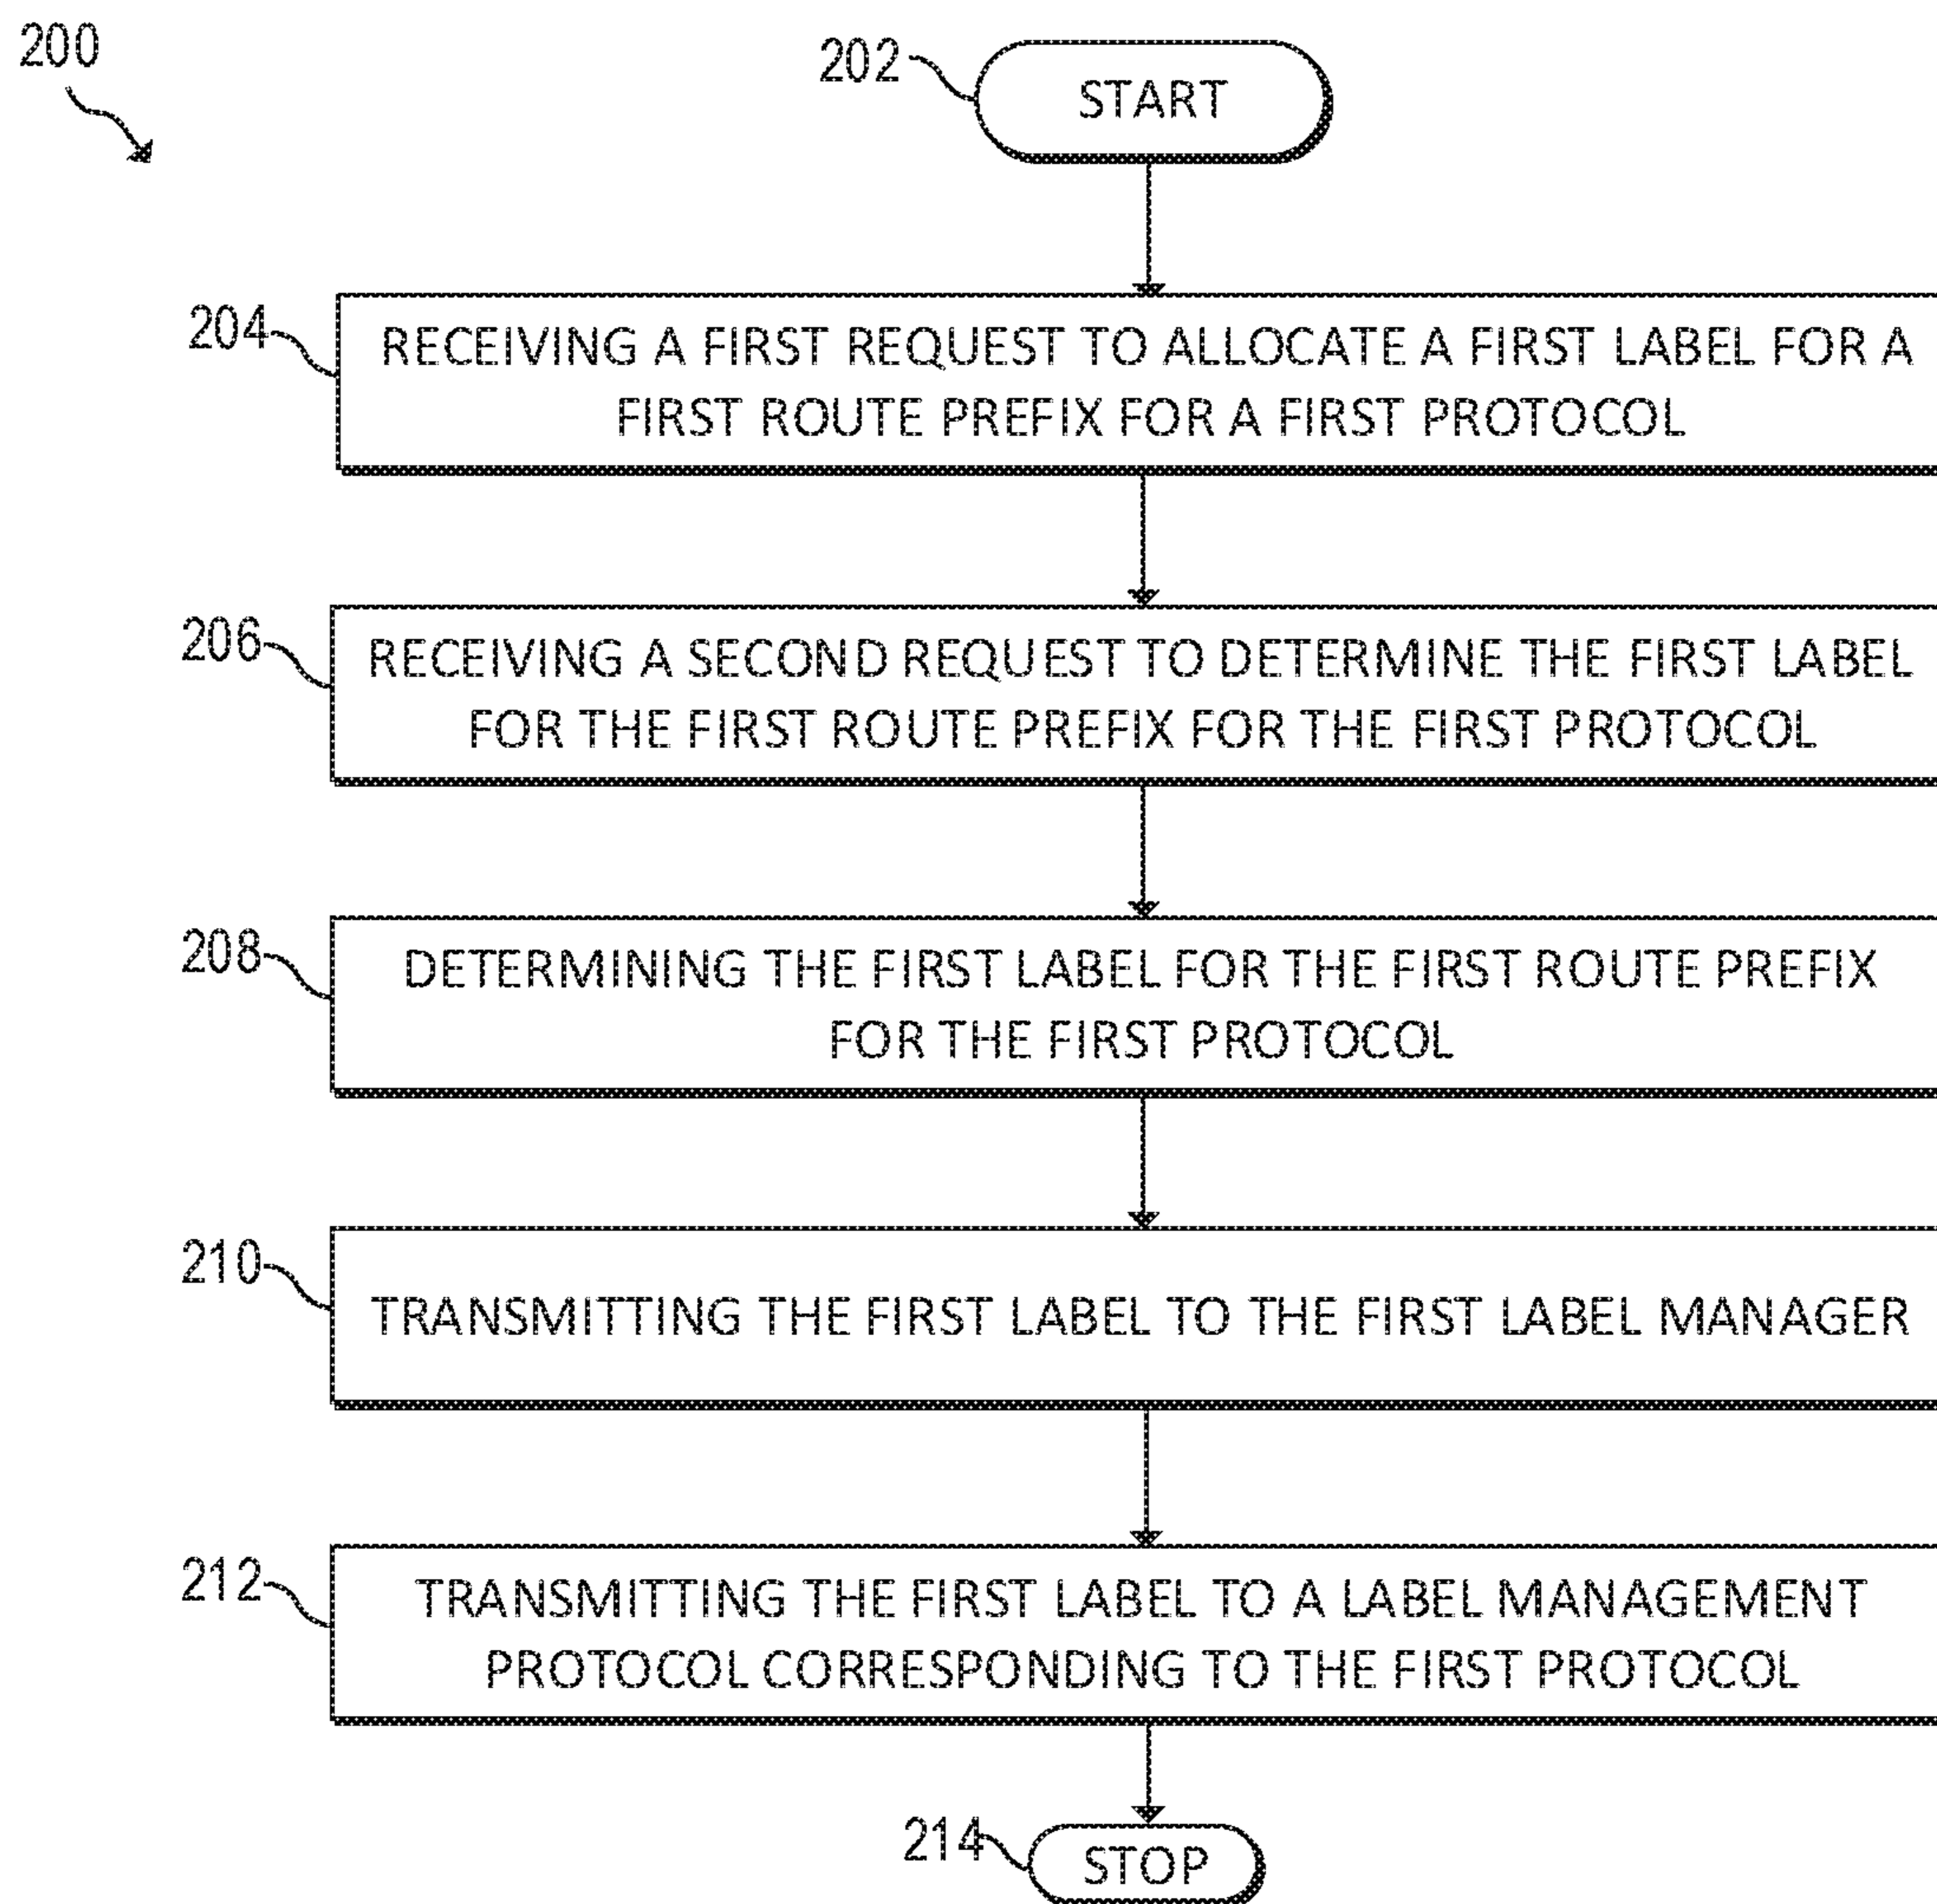 200
202
START
204
RECEIVING A FIRST REQUEST TO ALLOCATE A FIRST LABEL FOR A
FIRST ROUTE PREFIX FOR A FIRST PROTOCOL
206
RECEIVING A SECOND REQUEST TO DETERMINE THE FIRST LABEL
FOR THE FIRST ROUTE PREFIX FOR THE FIRST PROTOCOL
208
DETERMINING THE FIRST LABEL FOR THE FIRST ROUTE PREFIX
FOR THE FIRST PROTOCOL
210
TRANSMITTING THE FIRST LABEL TO THE FIRST LABEL MANAGER
212
TRANSMITTING THE FIRST LABEL TO A LABEL MANAGEMENT
PROTOCOL CORRESPONDING TO THE FIRST PROTOCOL
214
STOP